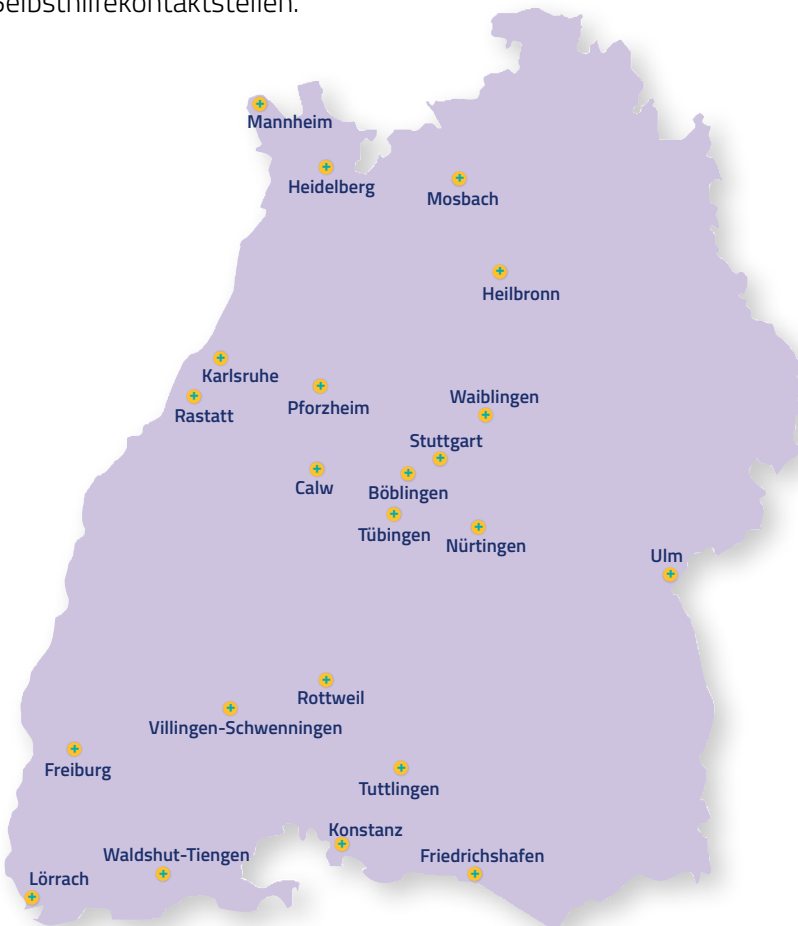 Selbsthilfekontaktstellen.
Mannheim
Heidelberg
Mosbach
Heilbronn
Karlsruhe
Rastatt
Pforzheim
Waiblingen
Stuttgart
Calw
Böblingen
Tübingen
Nürtingen
Ulm
Rottweil
Villingen-Schwenningen
Freiburg
Tuttlingen
Konstanz
Waldshut-Tiengen
Friedrichshafen
Lörrach